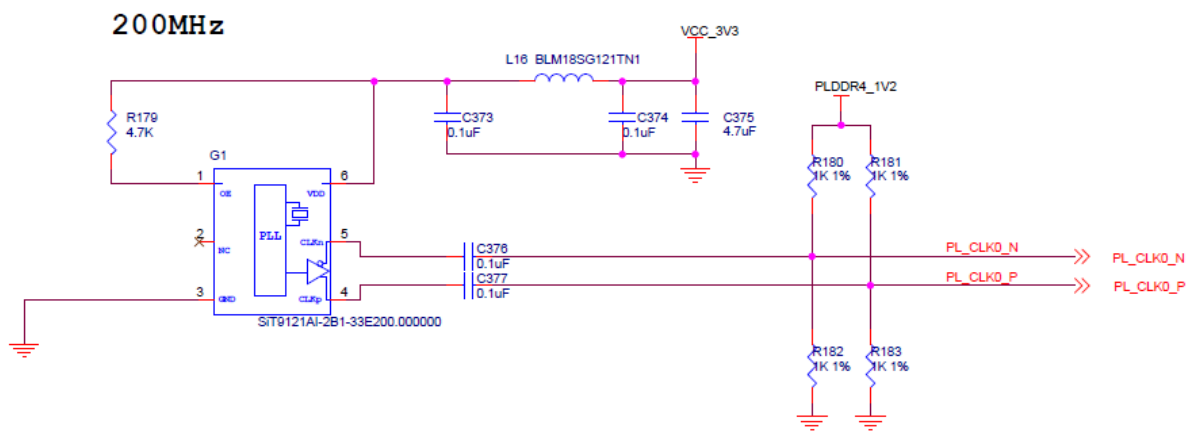 200MHz
VCC_3V3
L16 BLM18SG121TN1
PLDDR4_1V2
R179
4.7K
C373
0.1uF
C374
0.1uF
C375
4.7uF
G1
R180
1K 1%
R181
1K 1%
1
OE
VDD
6
2
NC
PLL
CLKn
5
3
GND
CLKp
4
C376
0.1uF
C377
0.1uF
PL_CLK0_N
PL_CLK0_N
PL_CLK0_P
PL_CLK0_P
SiT9121AI-2B1-33E200.000000
R182
1K 1%
R183
1K 1%